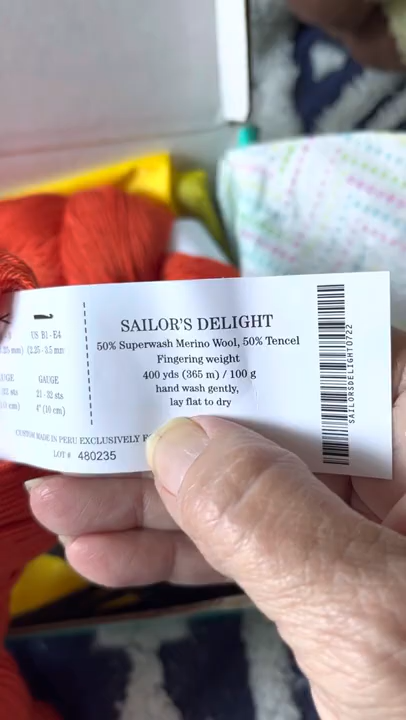 US B1 - E4
(2.25 - 3.5 mm
GAUGE
21 - 32 sts.
4" (10 cm)
SAILOR'S DELIGHT
50% Superwash Merino Wool, 50% Tencel
Fingering weight
400 yds (365 m) / 100 g
hand wash gently,
lay flat to dry
CUSTOM MADE IN PERU EXCLUSIVELY
LOT # 480235
SAILORSDELIGHT0722